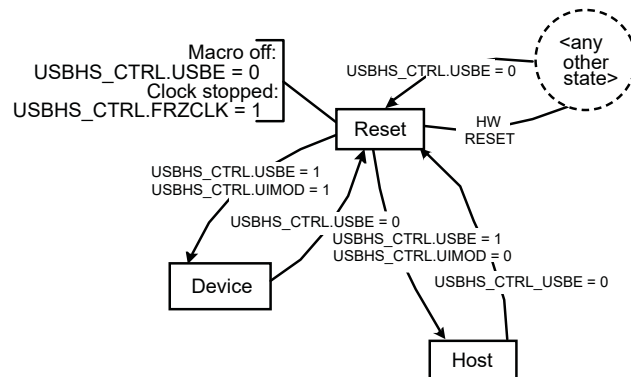 Macro off:
USBHS_CTRL.USBE = 0
Clock stopped:
USBHS_CTRL.FRZCLK = 1
<any
other
state>
USBHS_CTRL.USBE = 0
Reset
HW
RESET
USBHS_CTRL.USBE = 1
USBHS_CTRL.UIMOD = 1
USBHS_CTRL.USBE = 0
USBHS_CTRL.USBE = 1
USBHS_CTRL.UIMOD = 0
USBHS_CTRL_USBE = 0
Device
Host